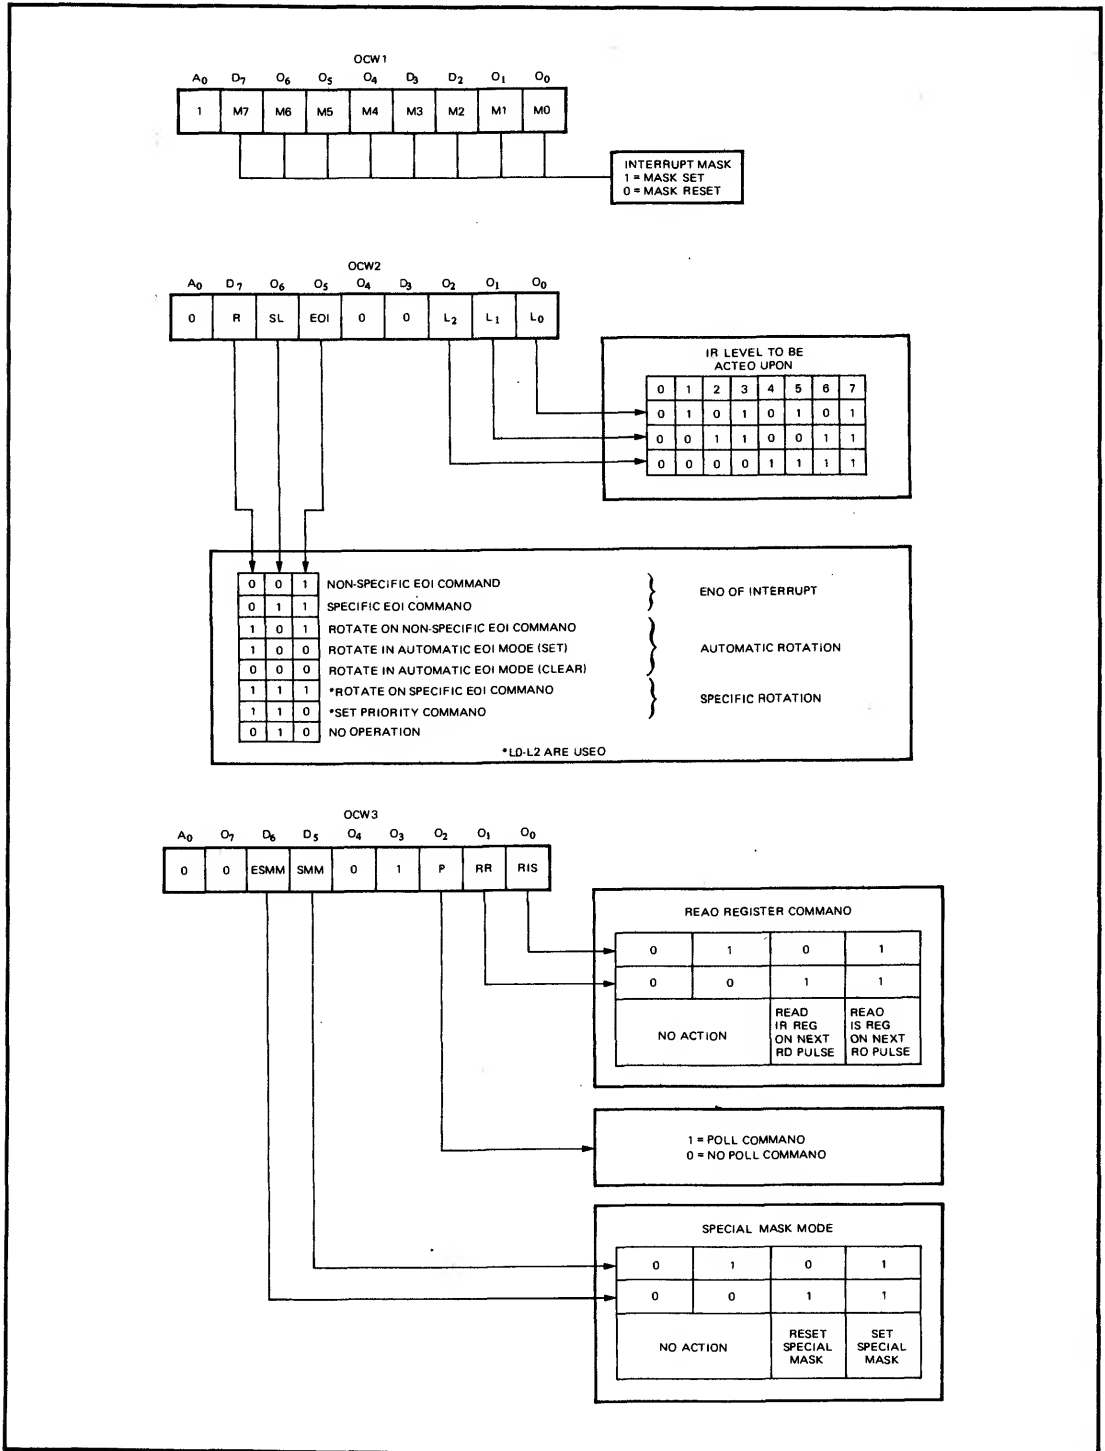 OCW1
A0 D7 O6 O5 O4 D3 D2 O1 O0
1 M7 M6 M5 M4 M3 M2 M1 M0
INTERRUPT MASK
1 = MASK SET
0 = MASK RESET
OCW2
A0 D7 O6 O5 O4 D3 O2 O1 O0
0 R SL EOI 0 0 L2 L1 L0
IR LEVEL TO BE
ACTEO UPON
0 1 2 3 4 5 6 7
0 1 0 1 0 1 0 1
0 0 1 1 0 0 1 1
0 0 0 0 1 1 1 1
0 0 1 NON-SPECIFIC EOI COMMAND
0 1 1 SPECIFIC EOI COMMANO
} ENO OF INTERRUPT
1 0 1 ROTATE ON NON-SPECIFIC EOI COMMANO
1 0 0 ROTATE IN AUTOMATIC EOI MOOE (SET)
0 0 0 ROTATE IN AUTOMATIC EOI MODE (CLEAR)
} AUTOMATIC ROTATION
1 1 1 *ROTATE ON SPECIFIC EOI COMMANO
1 1 0 *SET PRIORITY COMMANO
} SPECIFIC ROTATION
0 1 0 NO OPERATION
*L0-L2 ARE USEO
OCW3
A0 O7 D6 D5 O4 O3 O2 O1 O0
0 0 ESMM SMM 0 1 P RR RIS
REAO REGISTER COMMANO
0 1 0 1
0 0 1 1
NO ACTION
READ
IR REG
ON NEXT
RD PULSE
REAO
IS REG
ON NEXT
RO PULSE
1 = POLL COMMANO
0 = NO POLL COMMANO
SPECIAL MASK MODE
0 1 0 1
0 0 1 1
NO ACTION
RESET
SPECIAL
MASK
SET
SPECIAL
MASK